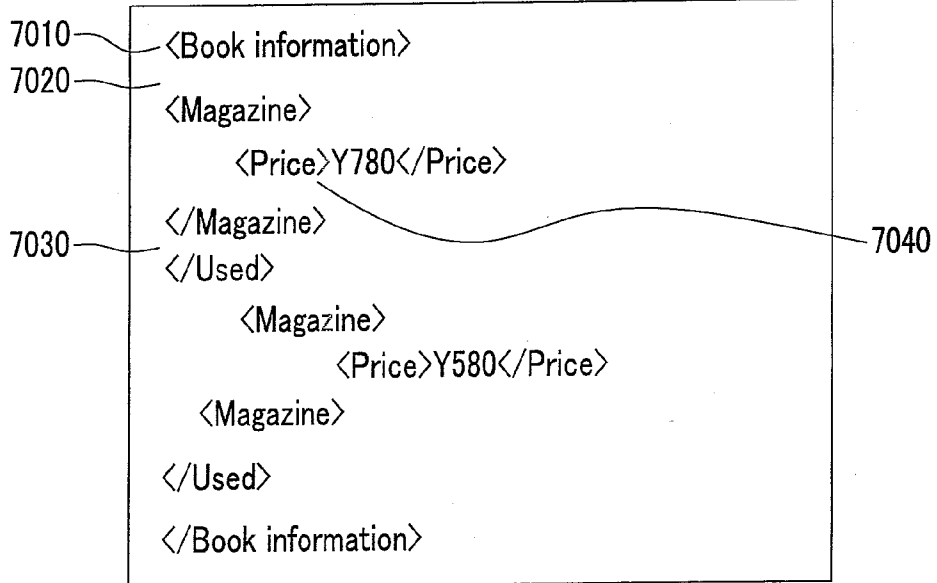 7010 <Book information>
7020
<Magazine>
<Price>Y780</Price>
</Magazine>
7040
7030
</Used>
<Magazine>
<Price>Y580</Price>
<Magazine>
</Used>
</Book information>